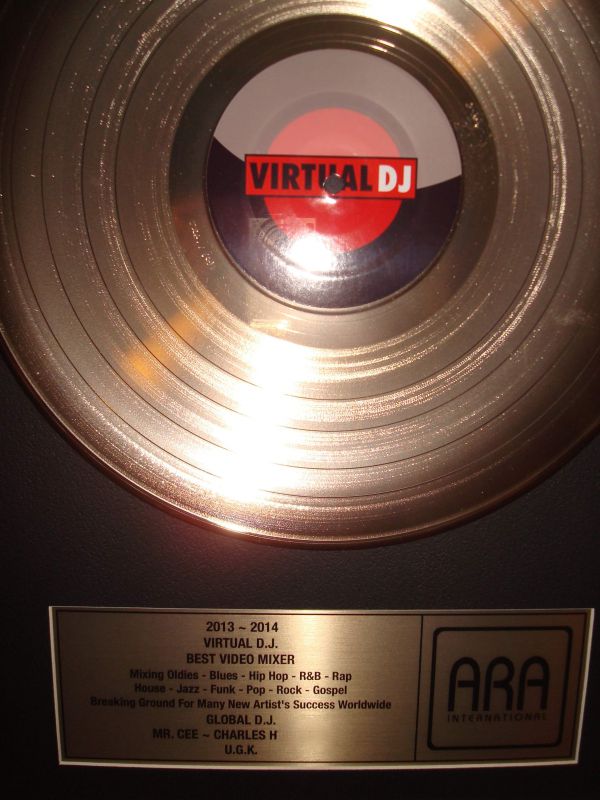 VIRTUAL DJ
2013 ~ 2014
VIRTUAL D.J.
BEST VIDEO MIXER
Mixing Oldies - Blues - Hip Hop - R&B - Rap
House - Jazz - Funk - Pop - Rock - Gospel
Breaking Ground For Many New Artist's Success Worldwide
GLOBAL D.J.
MR. CEE ~ CHARLES H
U.G.K.
ARA
INTERNATIONAL